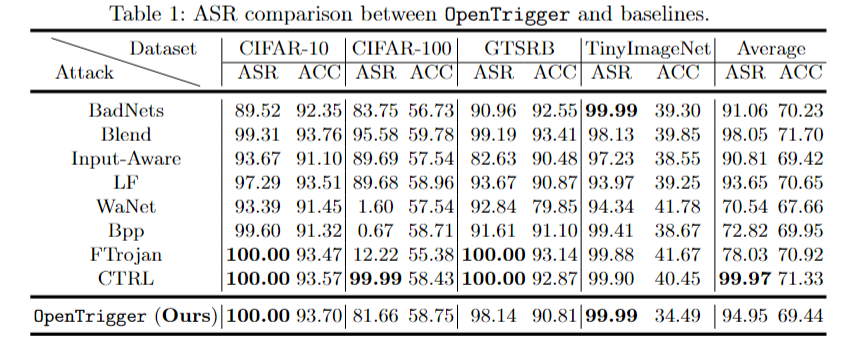 Table 1: ASR comparison between OpenTrigger and baselines.
Dataset CIFAR-10 CIFAR-100 GTSRB TinyImageNet Average
Attack ASR ACC ASR ACC ASR ACC ASR ACC ASR ACC
BadNets 89.52 92.35 83.75 56.73 90.96 92.55 99.99 39.30 91.06 70.23
Blend 99.31 93.76 95.58 59.78 99.19 93.41 98.13 39.85 98.05 71.70
Input-Aware 93.67 91.10 89.69 57.54 82.63 90.48 97.23 38.55 90.81 69.42
LF 97.29 93.51 89.68 58.96 93.67 90.87 93.97 39.25 93.65 70.65
WaNet 93.39 91.45 1.60 57.54 92.84 79.85 94.34 41.78 70.54 67.66
Bpp 99.60 91.32 0.67 58.71 91.61 91.10 99.41 38.67 72.82 69.95
FTrojan 100.00 93.47 12.22 55.38 100.00 93.14 99.88 41.67 78.03 70.92
CTRL 100.00 93.57 99.99 58.43 100.00 92.87 99.90 40.45 99.97 71.33
OpenTrigger (Ours) 100.00 93.70 81.66 58.75 98.14 90.81 99.99 34.49 94.95 69.44